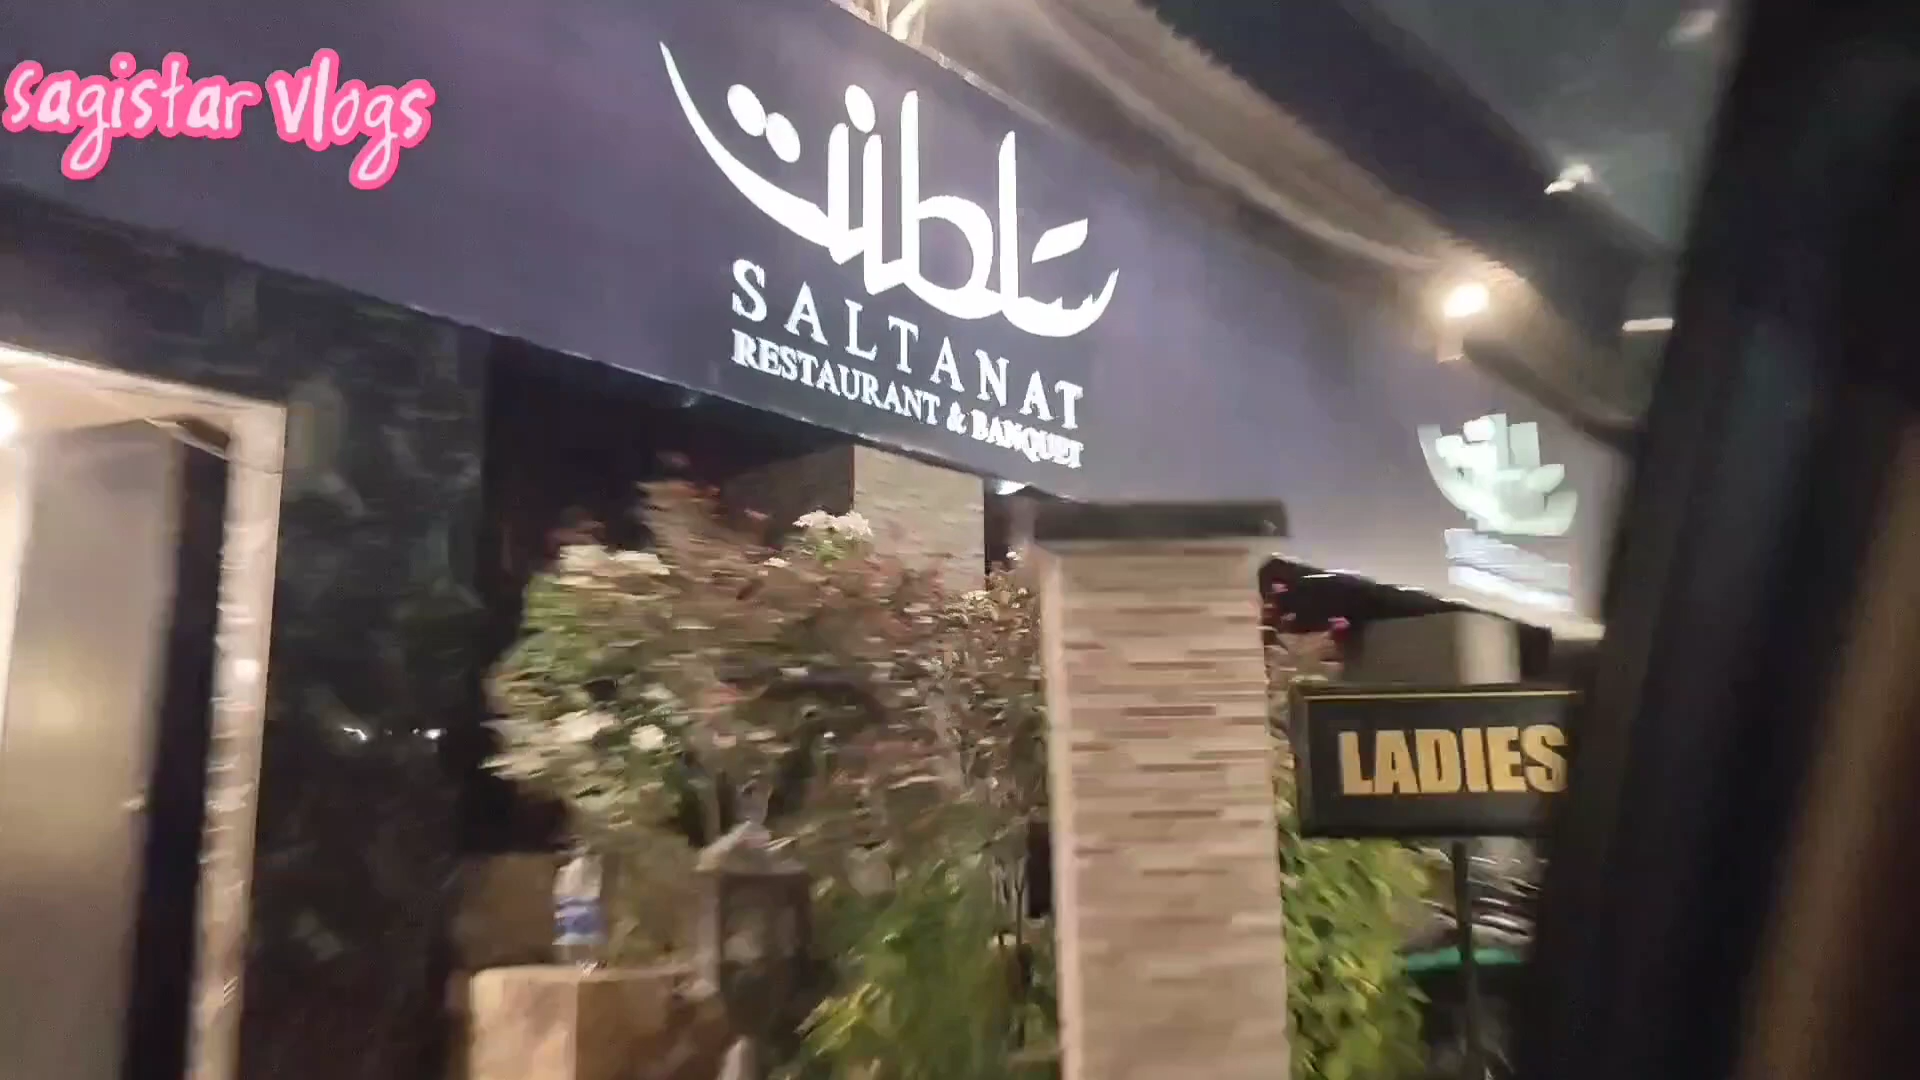 sagistar Vlogs
سلطنت
SALTANAT
RESTAURANT & BANQUET
LADIES